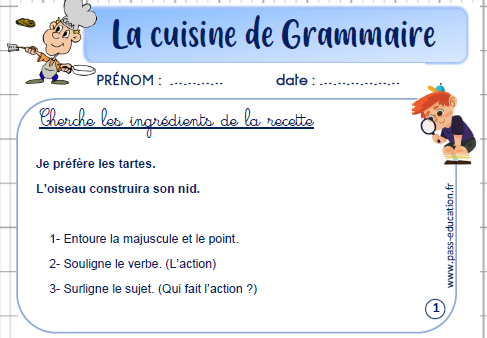 La cuisine de Grammaire
PRÉNOM : ............ date : ...............
Cherche les ingrédients de la recette
Je préfère les tartes.
L'oiseau construira son nid.
1- Entoure la majuscule et le point.
2- Souligne le verbe. (L'action)
3- Surligne le sujet. (Qui fait l'action ?)
www.pass-education.fr
1